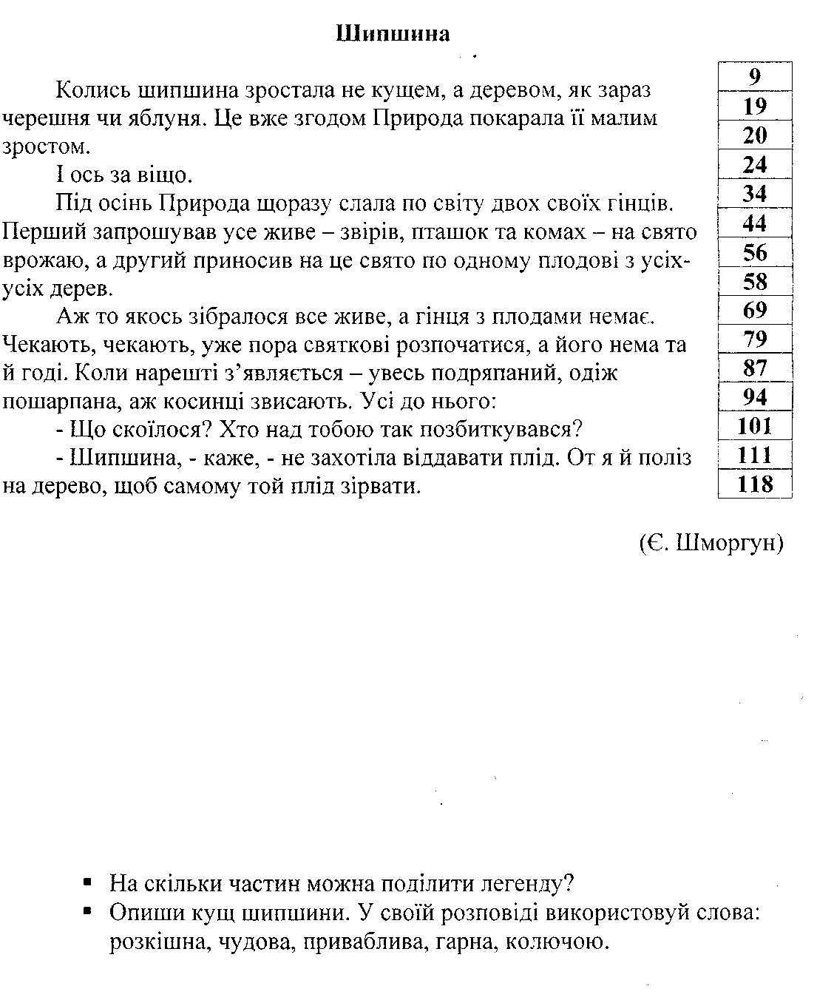 Шипшина
Колись шипшина зростала не кущем, а деревом, як зараз
9
черешня чи яблуня. Це вже згодом Природа покарала її малим
19
зростом.
20
І ось за віщо.
24
Під осінь Природа щоразу слала по світу двох своїх гінців.
34
Перший запрошував усе живе – звірів, пташок та комах – на свято
44
врожаю, а другий приносив на це свято по одному плодові з усіх-
56
усіх дерев.
58
Аж то якось зібралося все живе, а гінця з плодами немає.
69
Чекають, чекають, уже пора святкові розпочатися, а його нема та
79
й годі. Коли нарешті з’являється – увесь подряпаний, одіж
87
пошарпана, аж косинці звисають. Усі до нього:
94
- Що скоїлося? Хто над тобою так позбиткувався?
101
- Шипшина, - каже, - не захотіла віддавати плід. От я й поліз
111
на дерево, щоб самому той плід зірвати.
118
(Є. Шморгун)
▪ На скільки частин можна поділити легенду?
▪ Опиши кущ шипшини. У своїй розповіді використовуй слова:
розкішна, чудова, приваблива, гарна, колючою.